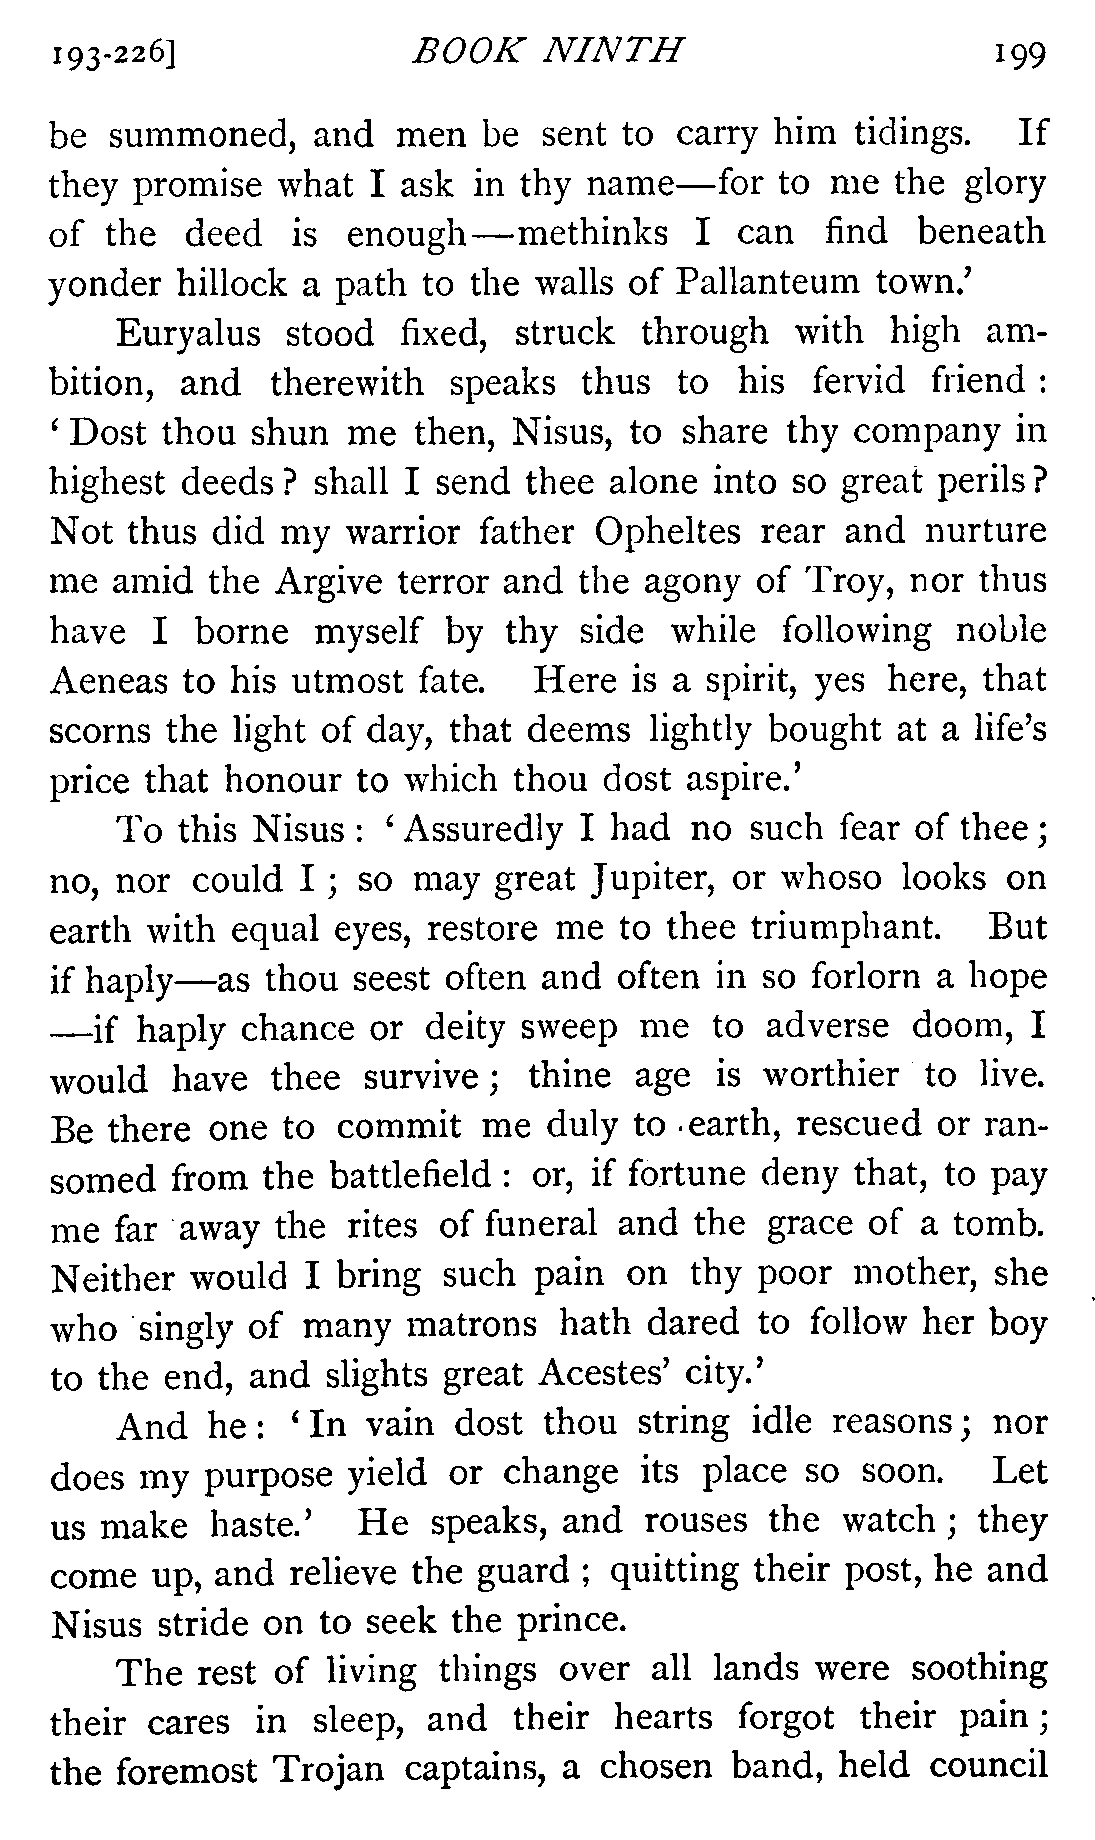 193-226] BOOK NINTH 199
be summoned, and men be sent to carry him tidings. If
they promise what I ask in thy name—for to me the glory
of the deed is enough—methinks I can find beneath
yonder hillock a path to the walls of Pallanteum town.’
Euryalus stood fixed, struck through with high am-
bition, and therewith speaks thus to his fervid friend :
‘ Dost thou shun me then, Nisus, to share thy company in
highest deeds ? shall I send thee alone into so great perils ?
Not thus did my warrior father Opheltes rear and nurture
me amid the Argive terror and the agony of Troy, nor thus
have I borne myself by thy side while following noble
Aeneas to his utmost fate. Here is a spirit, yes here, that
scorns the light of day, that deems lightly bought at a life’s
price that honour to which thou dost aspire.’
To this Nisus : ‘ Assuredly I had no such fear of thee ;
no, nor could I ; so may great Jupiter, or whoso looks on
earth with equal eyes, restore me to thee triumphant. But
if haply—as thou seest often and often in so forlorn a hope
—if haply chance or deity sweep me to adverse doom, I
would have thee survive ; thine age is worthier to live.
Be there one to commit me duly to earth, rescued or ran-
somed from the battlefield : or, if fortune deny that, to pay
me far away the rites of funeral and the grace of a tomb.
Neither would I bring such pain on thy poor mother, she
who singly of many matrons hath dared to follow her boy
to the end, and slights great Acestes’ city.’
And he : ‘ In vain dost thou string idle reasons ; nor
does my purpose yield or change its place so soon. Let
us make haste.’ He speaks, and rouses the watch ; they
come up, and relieve the guard ; quitting their post, he and
Nisus stride on to seek the prince.
The rest of living things over all lands were soothing
their cares in sleep, and their hearts forgot their pain ;
the foremost Trojan captains, a chosen band, held council